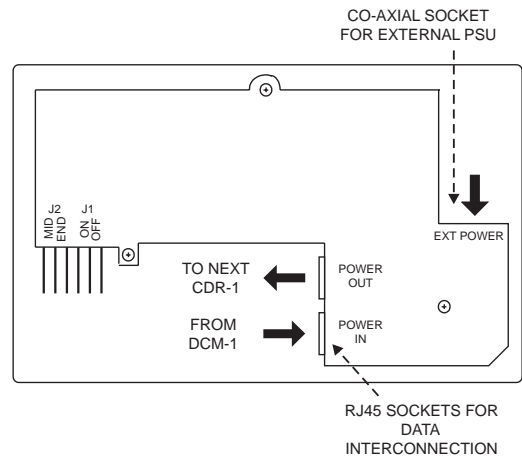 CO-AXIAL SOCKET
FOR EXTERNAL PSU
J2 J1
MID
END
ON
OFF
EXT POWER
TO NEXT
CDR-1
POWER
OUT
FROM
DCM-1
POWER
IN
RJ45 SOCKETS FOR
DATA
INTERCONNECTION